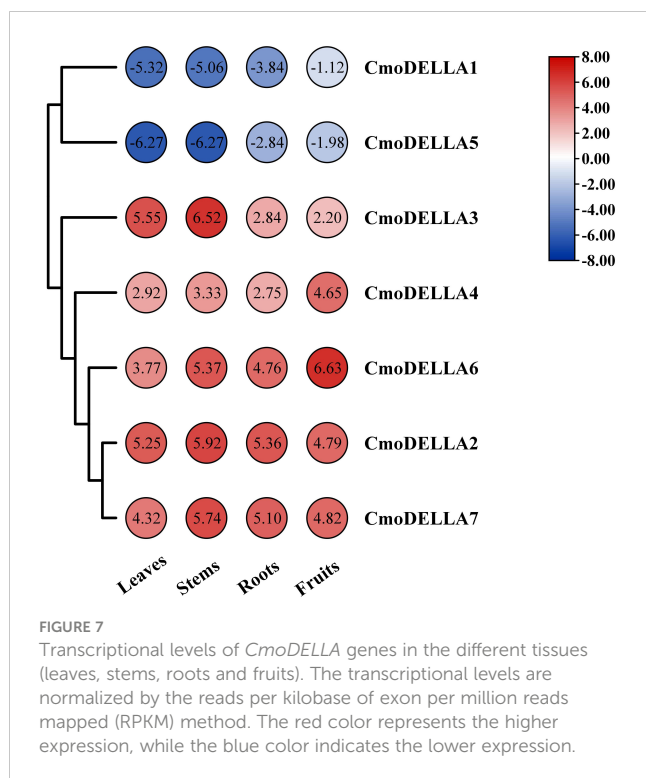 -5.32 -5.06 -3.84 -1.12 CmoDELLA1
-6.27 -6.27 -2.84 -1.98 CmoDELLA5
5.55 6.52 2.84 2.20 CmoDELLA3
2.92 3.33 2.75 4.65 CmoDELLA4
3.77 5.37 4.76 6.63 CmoDELLA6
5.25 5.92 5.36 4.79 CmoDELLA2
4.32 5.74 5.10 4.82 CmoDELLA7
Leaves Stems Roots Fruits
8.00
6.00
4.00
2.00
0.00
-2.00
-4.00
-6.00
-8.00
FIGURE 7
Transcriptional levels of CmoDELLA genes in the different tissues
(leaves, stems, roots and fruits). The transcriptional levels are
normalized by the reads per kilobase of exon per million reads
mapped (RPKM) method. The red color represents the higher
expression, while the blue color indicates the lower expression.